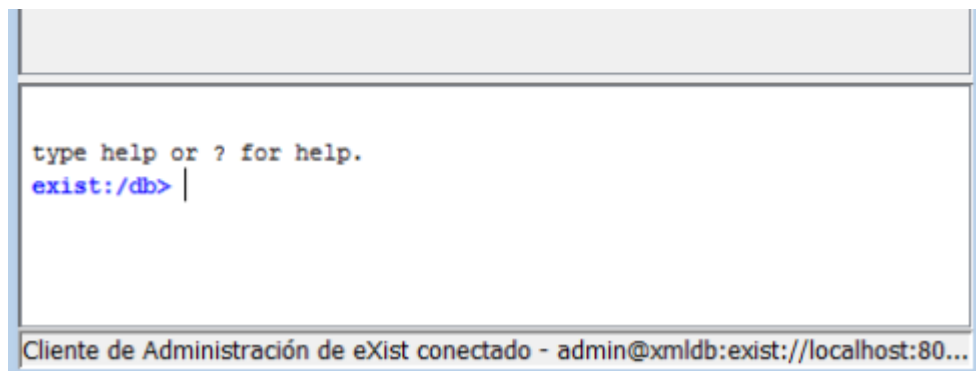 type help or ? for help.
exist:/db>
Cliente de Administración de eXist conectado - admin@xmldb:exist://localhost:80...